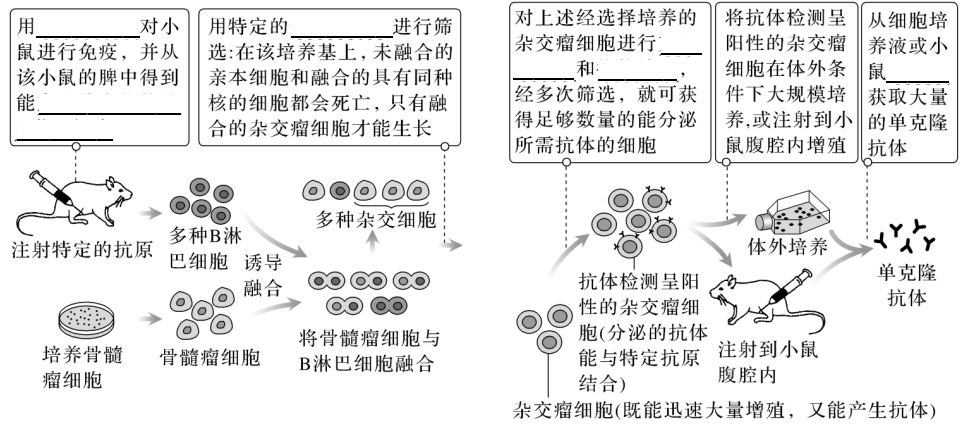 用________对小
鼠进行免疫，并从
该小鼠的脾中得到
能________
________
用特定的________进行筛
选:在该培养基上，未融合的
亲本细胞和融合的具有同种
核的细胞都会死亡，只有融
合的杂交瘤细胞才能生长
注射特定的抗原
多种B淋
巴细胞
诱导
融合
多种杂交细胞
培养骨髓
瘤细胞
骨髓瘤细胞
将骨髓瘤细胞与
B淋巴细胞融合
对上述经选择培养的
杂交瘤细胞进行____
____和________，
经多次筛选，就可获
得足够数量的能分泌
所需抗体的细胞
将抗体检测呈
阳性的杂交瘤
细胞在体外条
件下大规模培
养,或注射到小
鼠腹腔内增殖
从细胞培
养液或小
鼠________
获取大量
的单克隆
抗体
体外培养
单克隆
抗体
抗体检测呈阳
性的杂交瘤细
胞(分泌的抗体
能与特定抗原
结合)
注射到小鼠
腹腔内
杂交瘤细胞(既能迅速大量增殖，又能产生抗体)